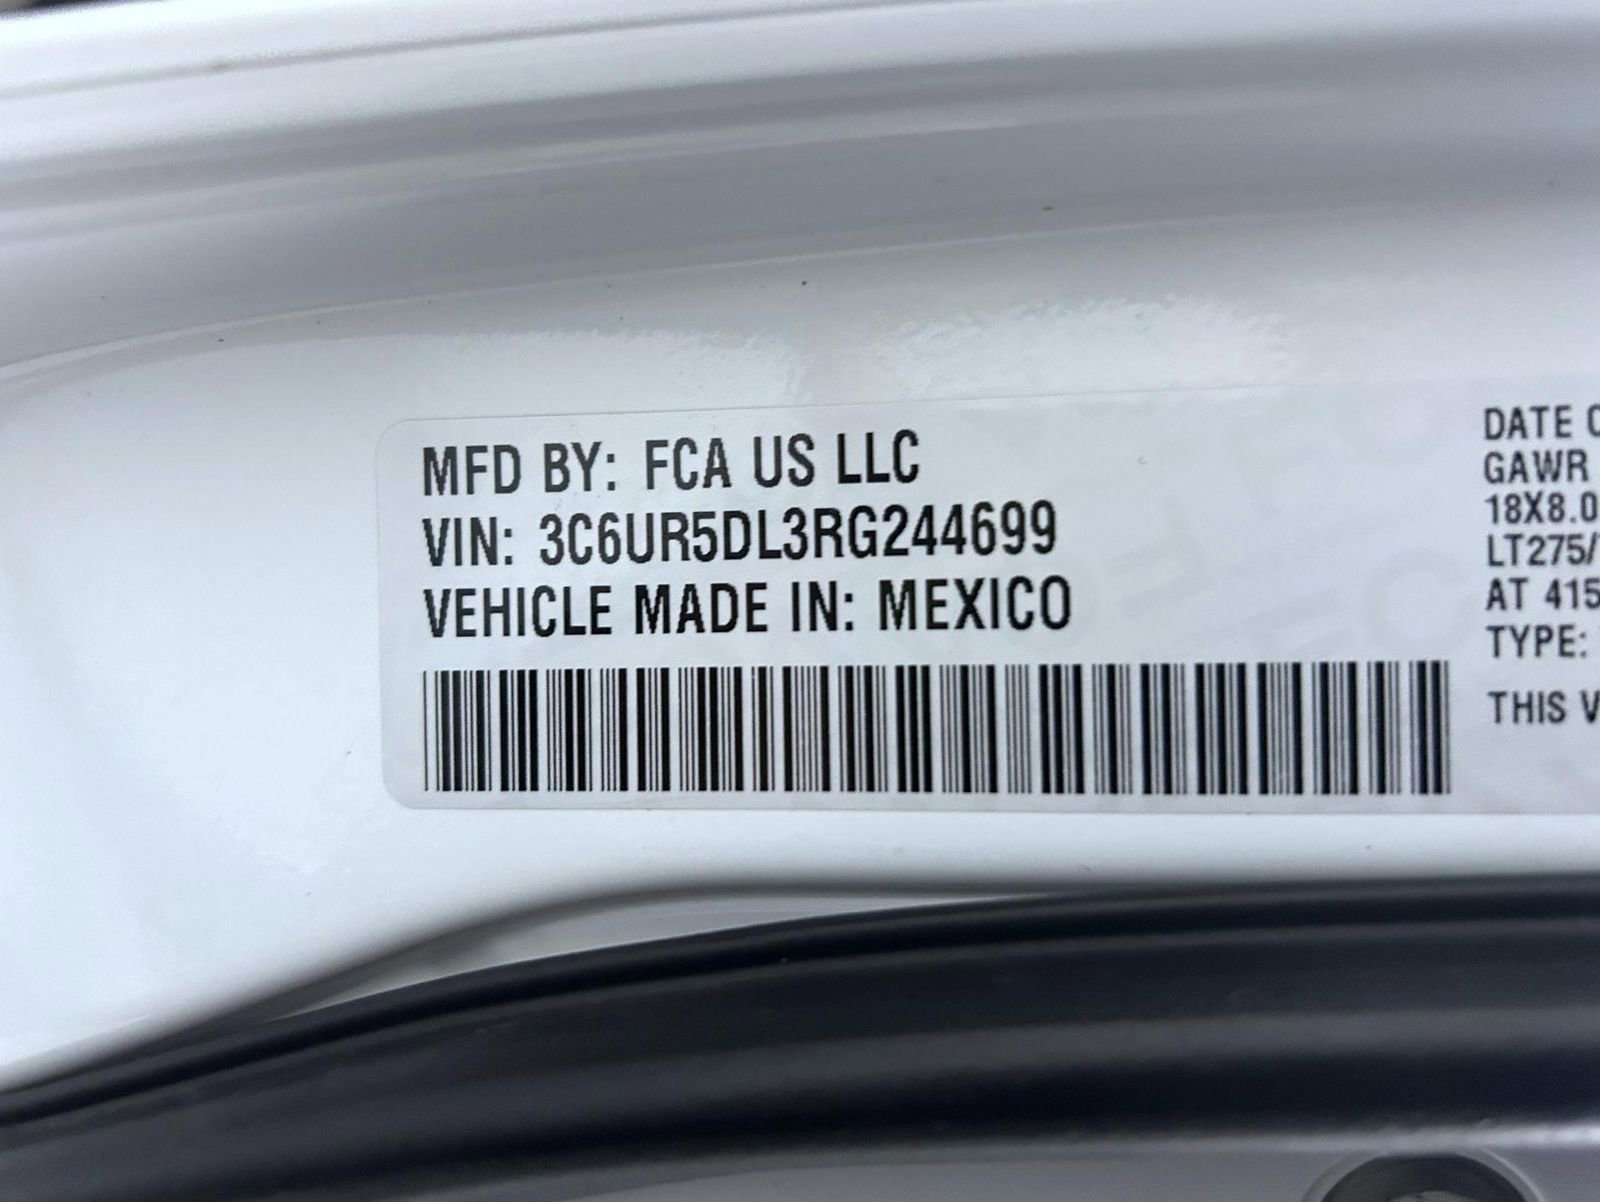 MFD BY: FCA US LLC
VIN: 3C6UR5DL3RG244699
VEHICLE MADE IN: MEXICO
DATE
GAWR
18X8.0
LT275/
AT 415
TYPE:
THIS V